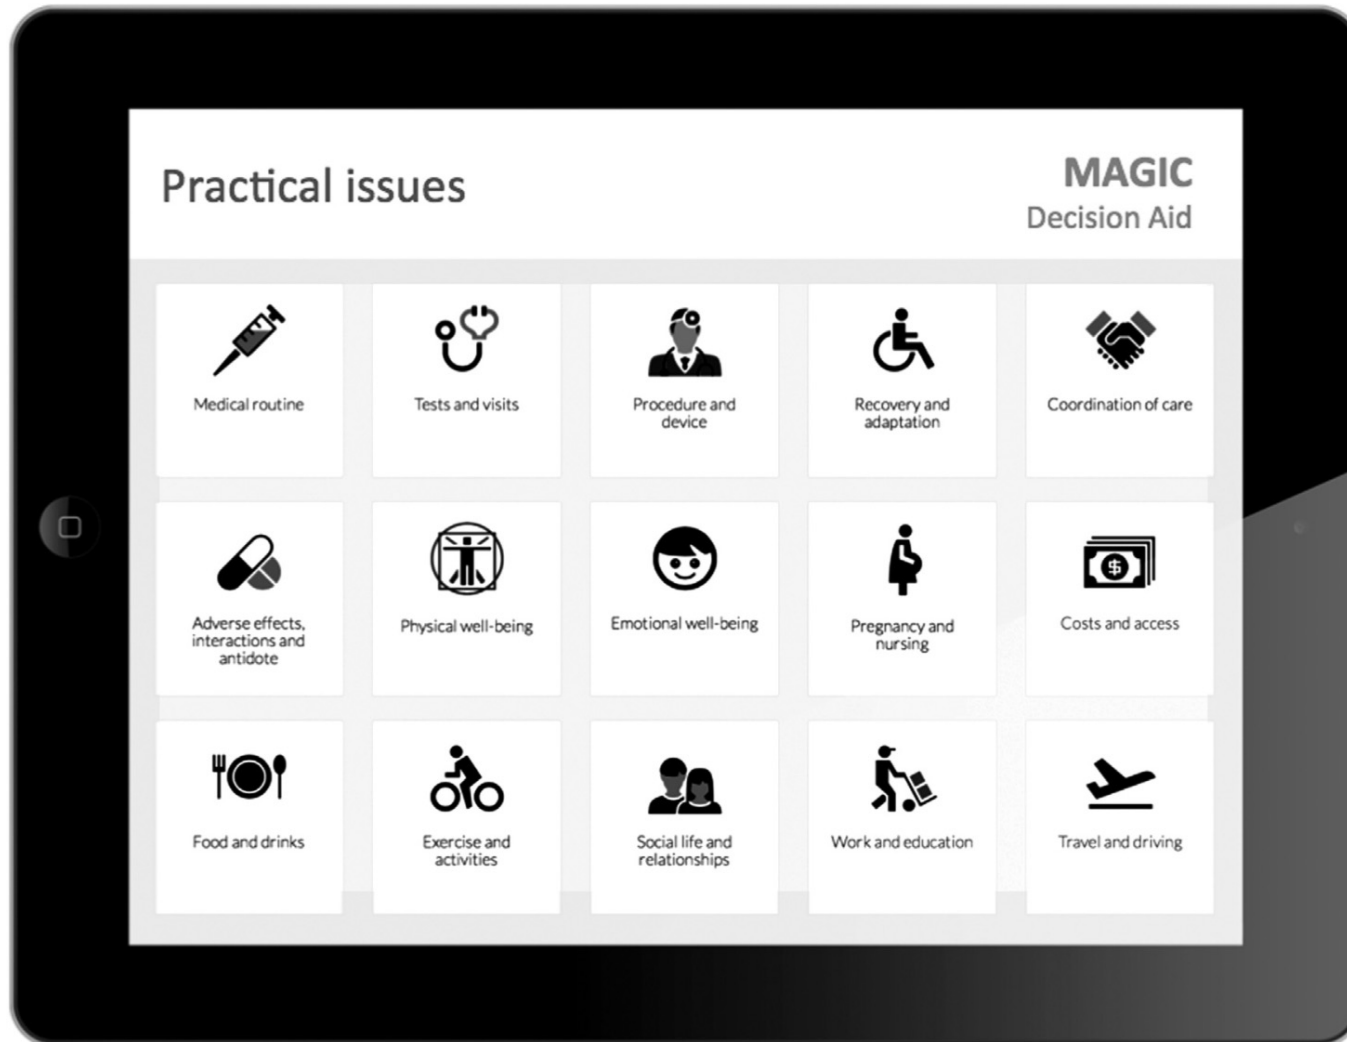 Practical issues
MAGIC
Decision Aid
Medical routine
Tests and visits
Procedure and
device
Recovery and
adaptation
Coordination of care
Adverse effects,
interactions and
antidote
Physical well-being
Emotional well-being
Pregnancy and
nursing
Costs and access
Food and drinks
Exercise and
activities
Social life and
relationships
Work and education
Travel and driving